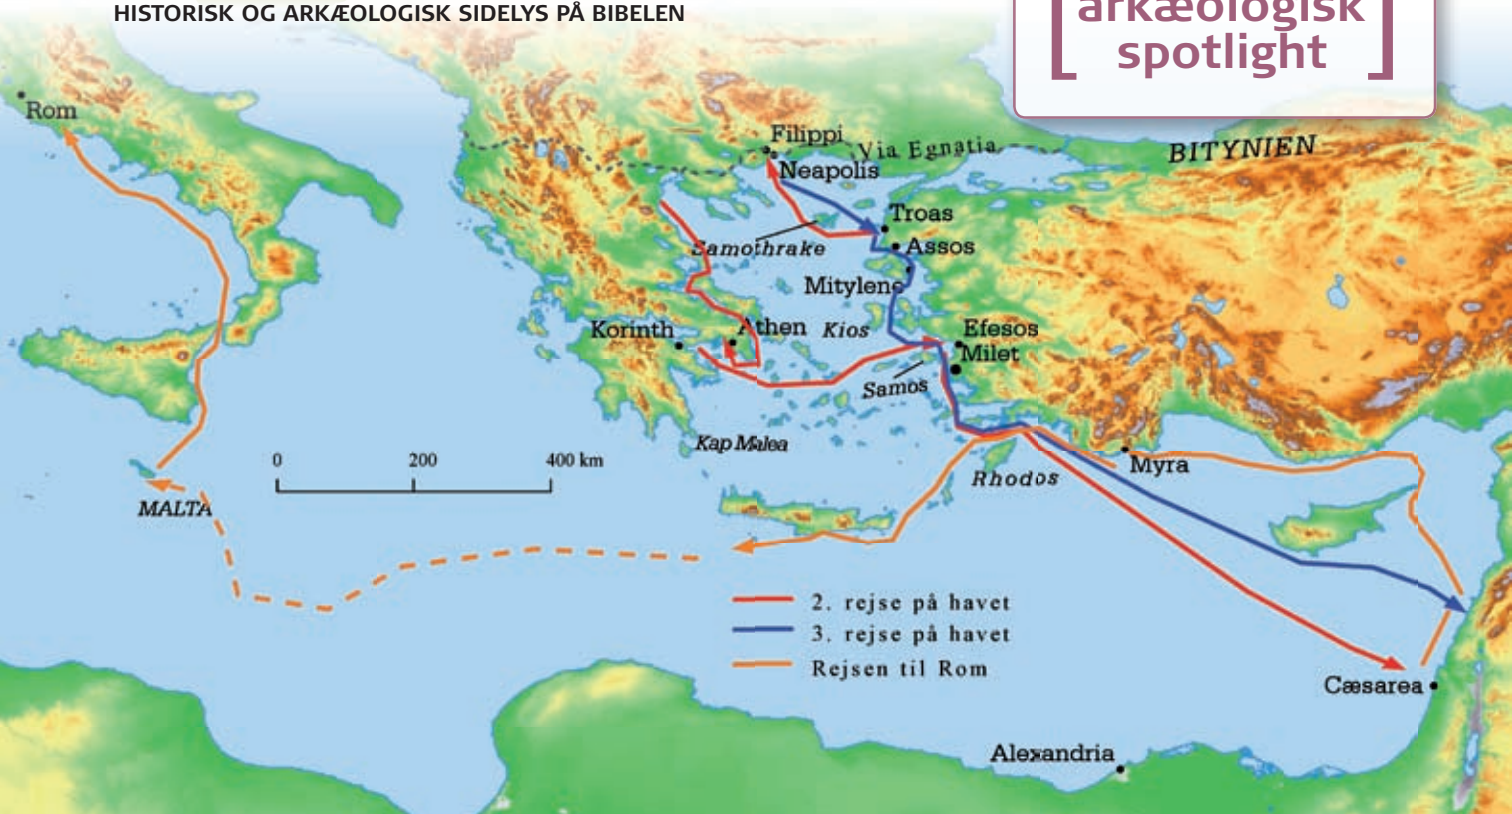 HISTORISK OG ARKÆOLOGISK SIDELYS PÅ BIBELEN
[arkæologisk
spotlight]
Rom
Filippi
Via Egnatia
BITYNIEN
Neapolis
Troas
Samothrake
Assos
Mitylene
Korinth
Athen
Kios
Efesos
Milet
Samos
Kap Malea
0 200 400 km
Myra
Rhodos
MALTA
2. rejse på havet
3. rejse på havet
Rejsen til Rom
Cæsarea
Alexandria